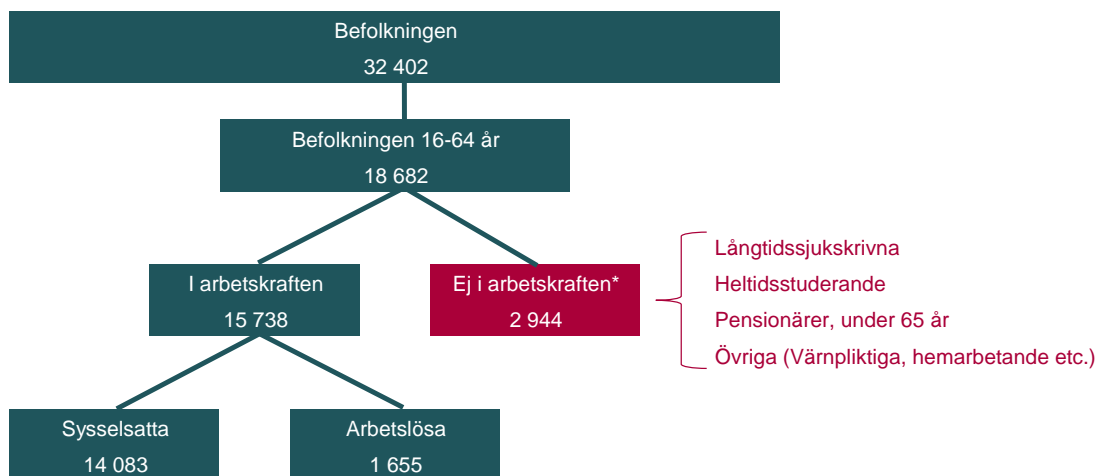 Befolkningen
32 402
Befolkningen 16-64 år
18 682
I arbetskraften
15 738
Ej i arbetskraften*
2 944
Långtidssjukskrivna
Heltidsstuderande
Pensionärer, under 65 år
Övriga (Värnpliktiga, hemarbetande etc.)
Sysselsatta
14 083
Arbetslösa
1 655